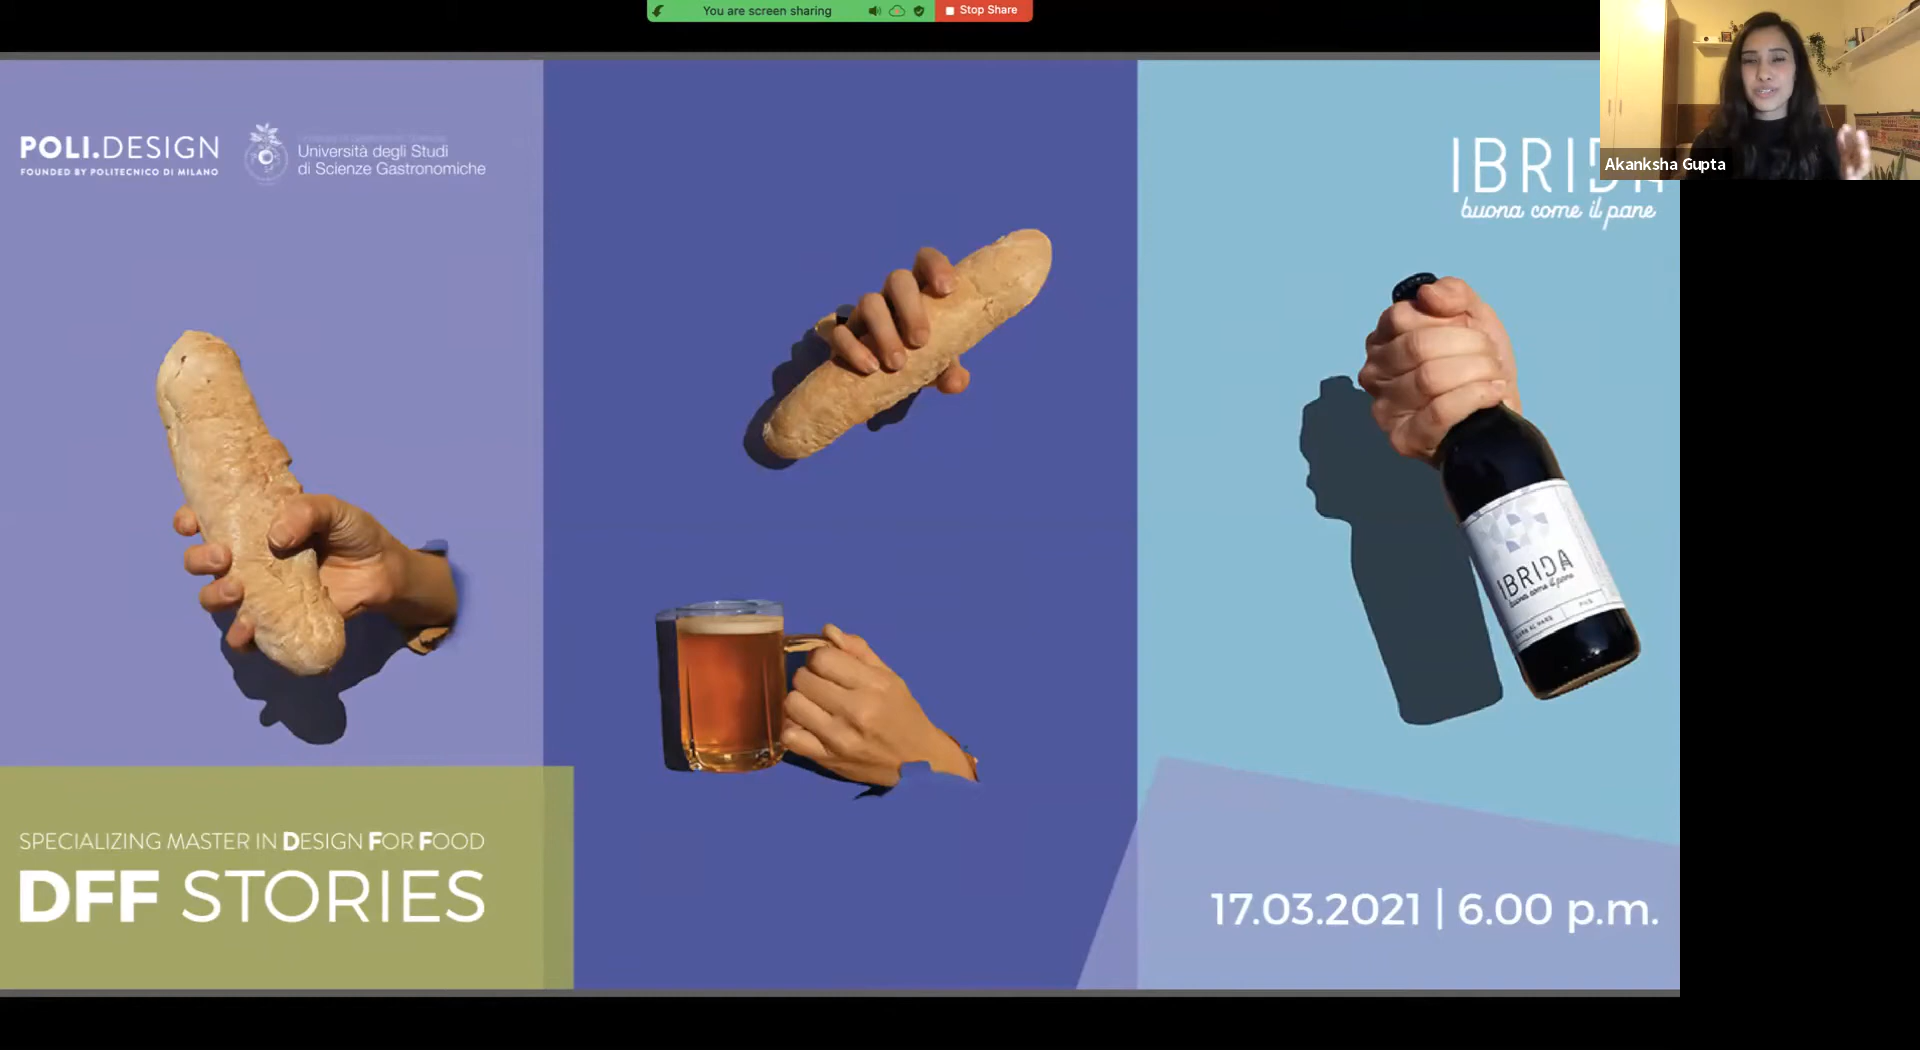 You are screen sharing
Stop Share
Akanksha Gupta
POLI.DESIGN
FOUNDED BY POLITECNICO DI MILANO
Università degli Studi
di Scienze Gastronomiche
IBRIDA
buona come il pane
IBRIDA
buona come il pane
PILS
SPECIALIZING MASTER IN DESIGN FOR FOOD
DFF STORIES
17.03.2021 | 6.00 p.m.